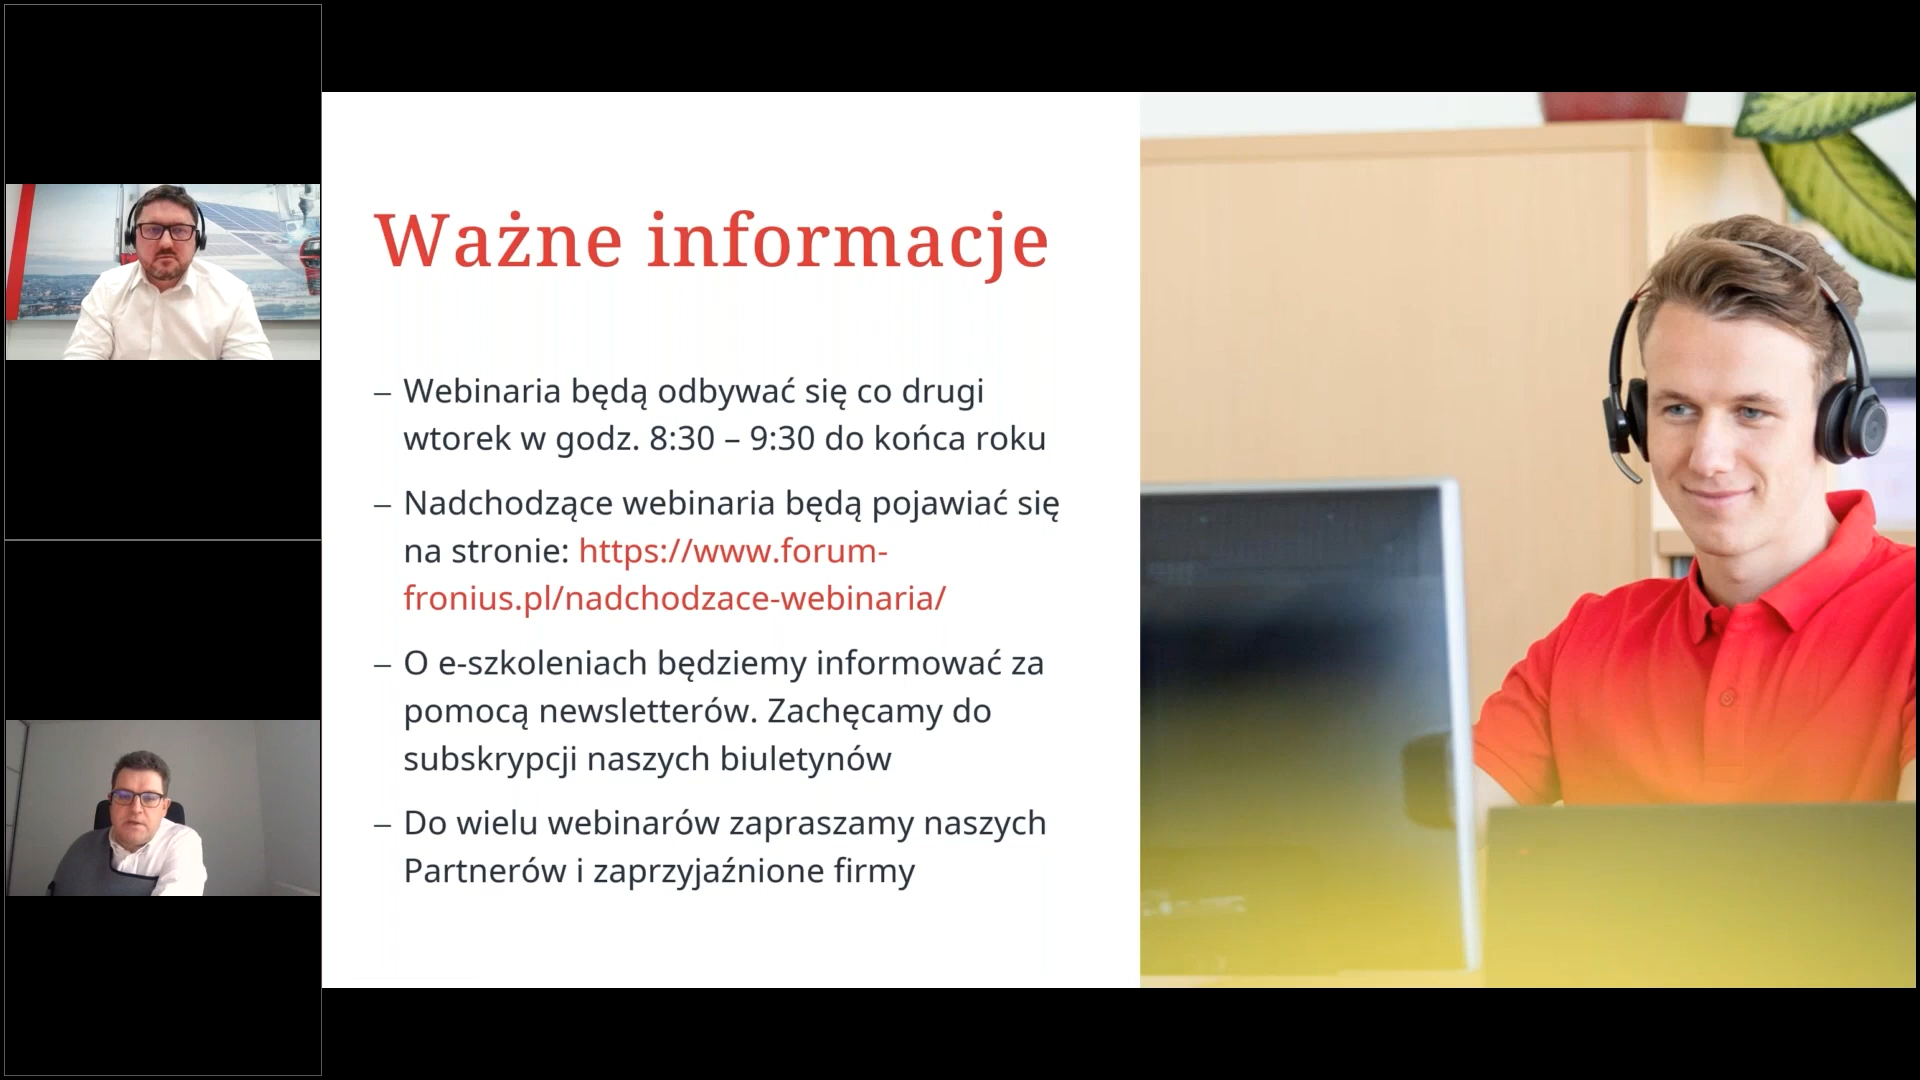 Ważne informacje
– Webinaria będą odbywać się co drugi
wtorek w godz. 8:30 – 9:30 do końca roku
– Nadchodzące webinaria będą pojawiać się
na stronie: https://www.forum-
fronius.pl/nadchodzace-webinaria/
– O e-szkoleniach będziemy informować za
pomocą newsletterów. Zachęcamy do
subskrypcji naszych biuletynów
– Do wielu webinarów zapraszamy naszych
Partnerów i zaprzyjaźnione firmy